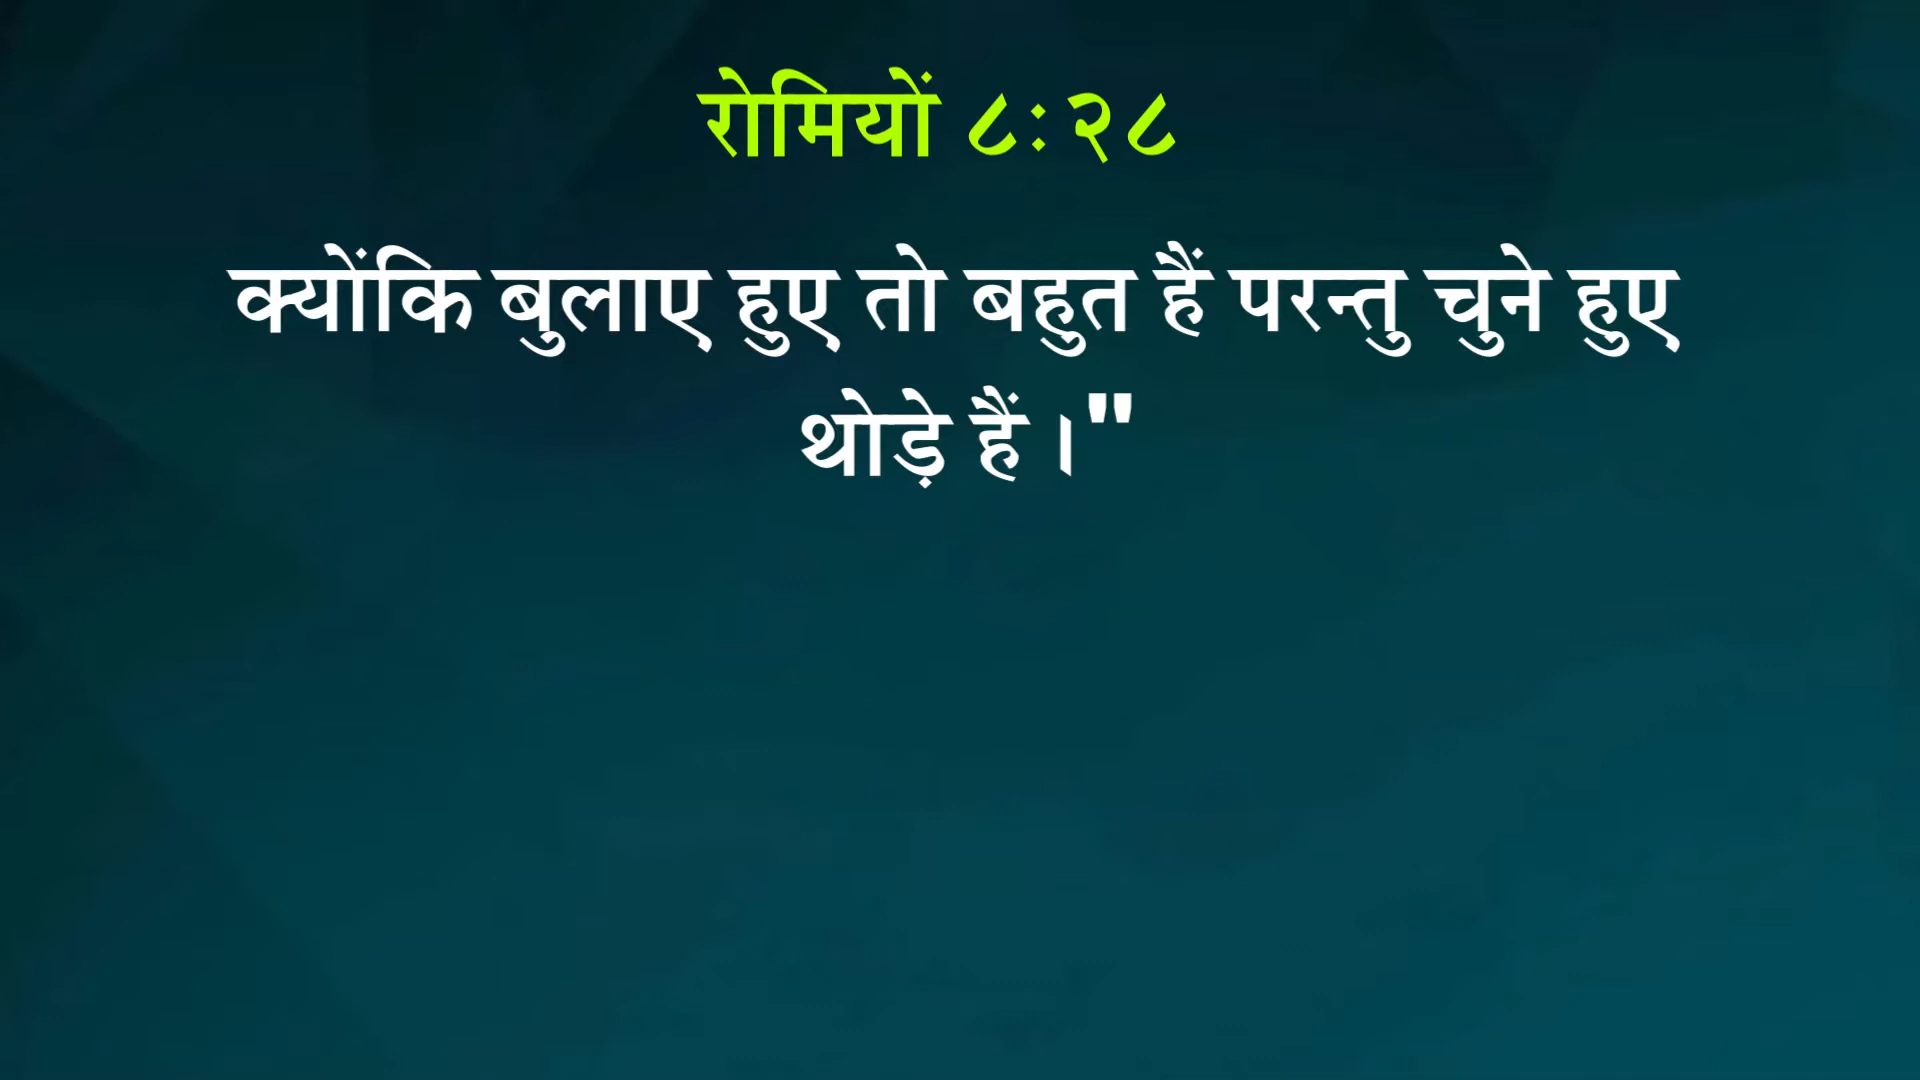 रोमियों ८:२८
क्योंकि बुलाए हुए तो बहुत हैं परन्तु चुने हुए
थोड़े हैं।"